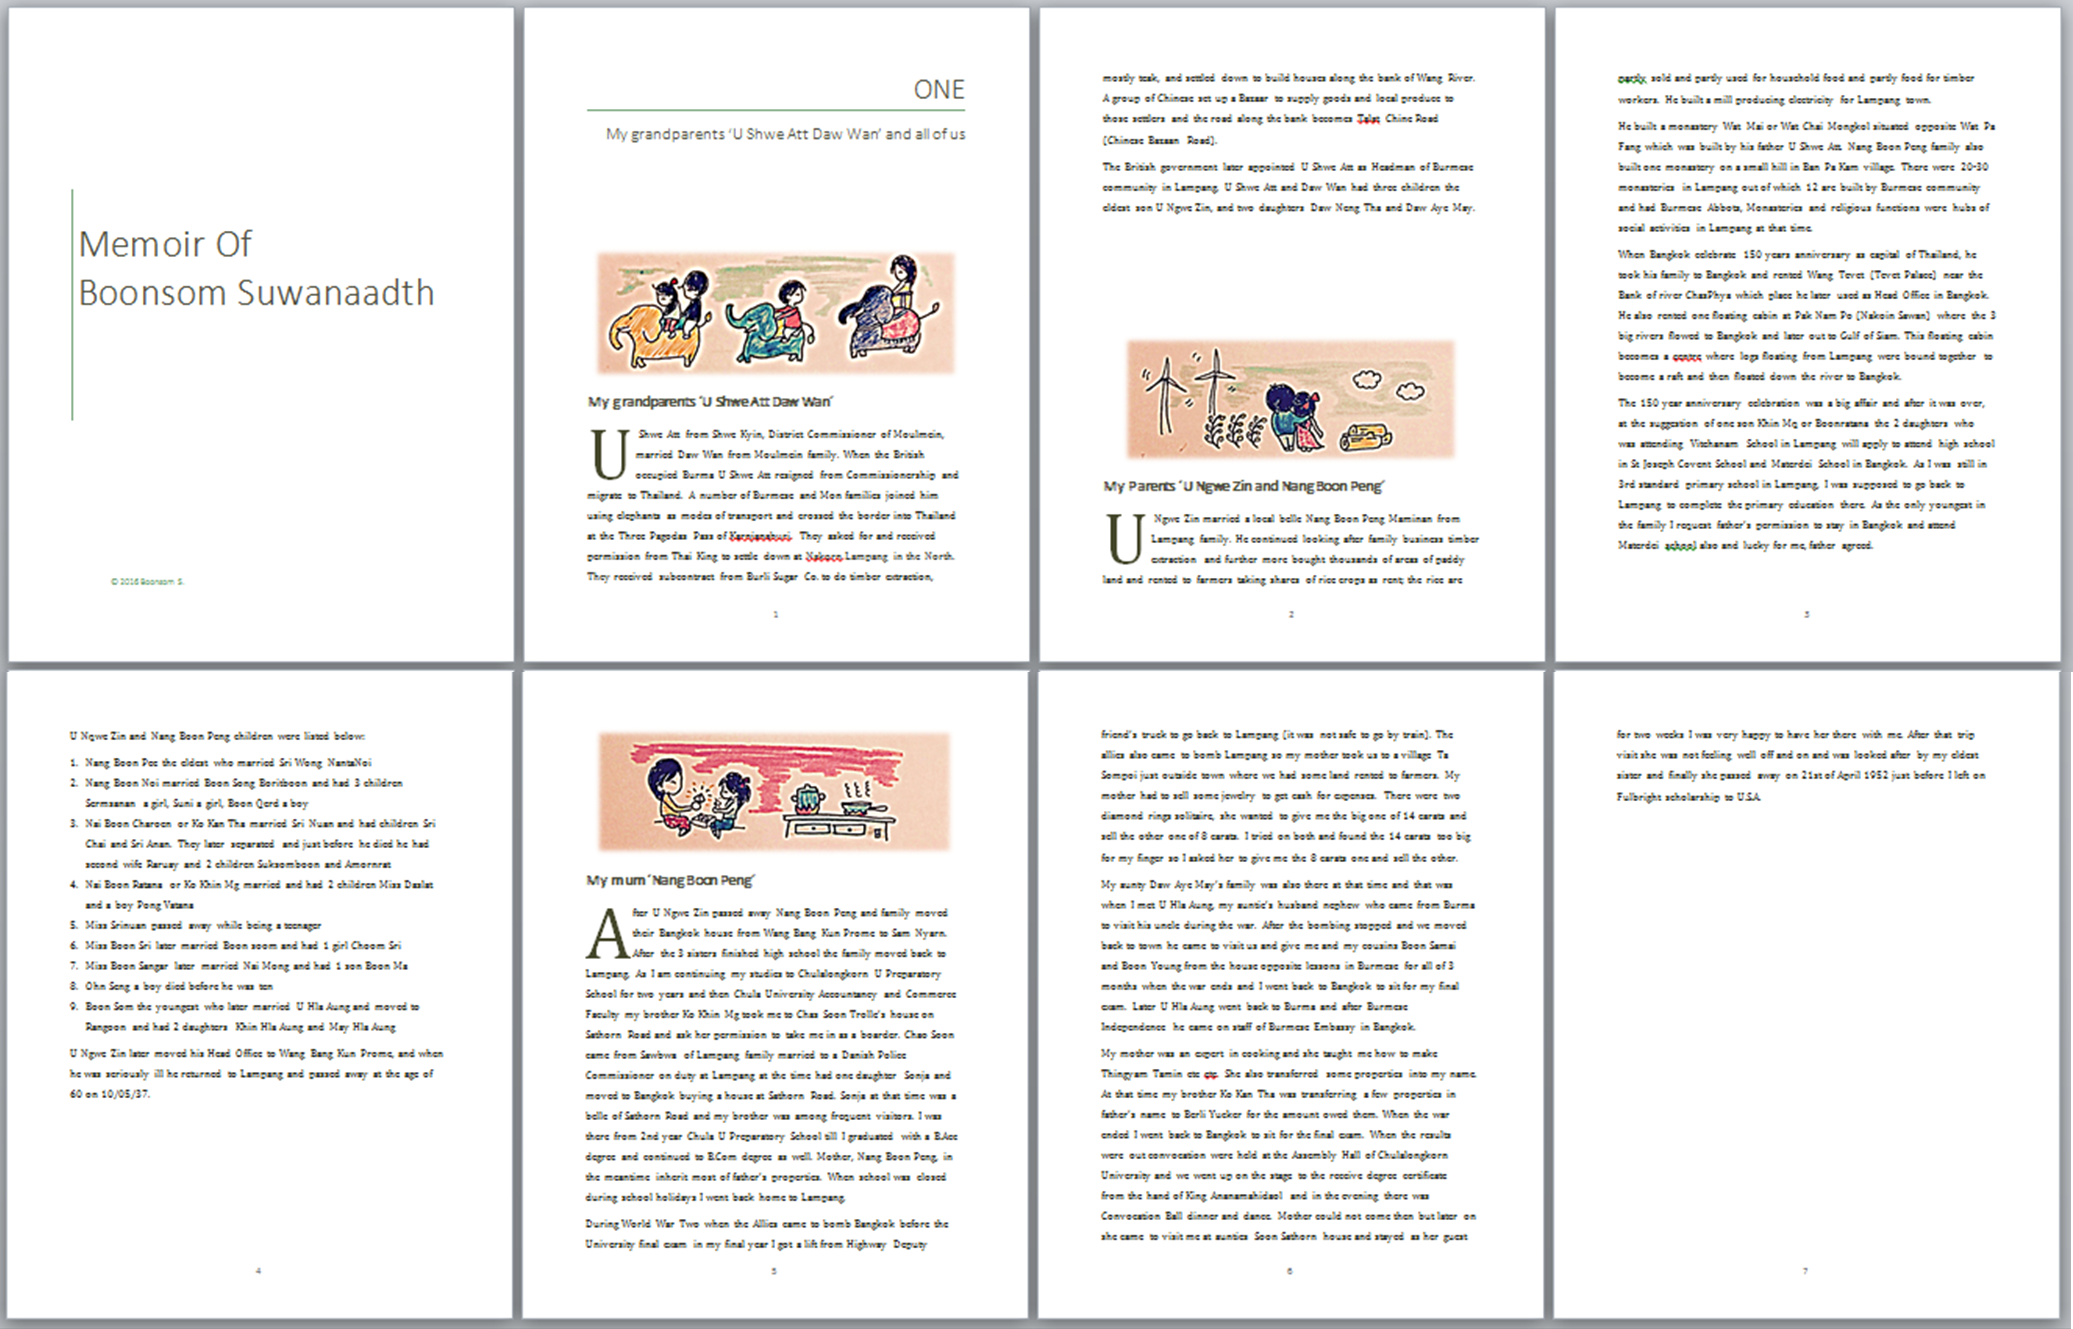 Memoir Of
Boonsom Suwanaadth
© 2016 Boonsom S.
ONE
My grandparents ‘U Shwe Att Daw Wan’ and all of us
My grandparents ‘U Shwe Att Daw Wan’
U Shwe Att from Shwe Kyin, District Commissioner of Moulmein,
married Daw Wan from Moulmein family. When the British
occupied Burma U Shwe Att resigned from Commissionership and
migrate to Thailand. A number of Burmese and Mon families joined him
using elephants as modes of transport and crossed the border into Thailand
at the Three Pagodas Pass of Karnjanaburi. They asked for and received
permission from Thai King to settle down at Nakorn Lampang in the North.
They received subcontract from Burli Sugar Co. to do timber extraction,
1
mostly teak, and settled down to build houses along the bank of Wang River.
A group of Chinese set up a Bazaar to supply goods and local produce to
those settlers and the road along the bank becomes Talat Chine Road
(Chinese Bazaan Road).
The British government later appointed U Shwe Att as Headman of Burmese
community in Lampang. U Shwe Att and Daw Wan had three children the
eldest son U Ngwe Zin, and two daughters Daw Neng Tha and Daw Aye May.
My Parents ‘U Ngwe Zin and Nang Boon Peng’
U Ngwe Zin married a local belle Nang Boon Peng Maminan from
Lampang family. He continued looking after family business timber
extraction and further more bought thousands of areas of paddy
land and rented to farmers taking shares of rice crops as rent; the rice are
2
partly sold and partly used for household food and partly food for timber
workers. He built a mill producing electricity for Lampang town.
He built a monastery Wat Mai or Wat Chai Mongkol situated opposite Wat Pa
Fang which was built by his father U Shwe Att. Nang Boon Peng family also
built one monastery on a small hill in Ban Pa Kam village. There were 20-30
monasteries in Lampang out of which 12 are built by Burmese community
and had Burmese Abbots, Monasteries and religious functions were hubs of
social activities in Lampang at that time.
When Bangkok celebrate 150 years anniversary as capital of Thailand, he
took his family to Bangkok and rented Wang Tevet (Tevet Palace) near the
Bank of river ChaoPhya which place he later used as Head Office in Bangkok.
He also rented one floating cabin at Pak Nam Po (Nakoin Sawan) where the 3
big rivers flowed to Bangkok and later out to Gulf of Siam. This floating cabin
becomes a centre where logs floating from Lampang were bound together to
become a raft and then floated down the river to Bangkok.
The 150 year anniversary celebration was a big affair and after it was over,
at the suggestion of one son Khin Mg or Boonratana the 2 daughters who
was attending Vitchanam School in Lampang will apply to attend high school
in St Joseph Covent School and Materdei School in Bangkok. As I was still in
3rd standard primary school in Lampang, I was supposed to go back to
Lampang to complete the primary education there. As the only youngest in
the family I request father's permission to stay in Bangkok and attend
Materdei school also and lucky for me, father agreed.
3
U Ngwe Zin and Nang Boon Peng children were listed below:
1. Nang Boon Pee the eldest who married Sri Wong NantaNoi
2. Nang Boon Noi married Boon Song Boritboon and had 3 children
Sermsanan a girl, Suni a girl, Boon Qerd a boy
3. Nai Boon Charoen or Ko Kan Tha married Sri Nuan and had children Sri
Chai and Sri Anan. They later separated and just before he died he had
second wife Raruay and 2 children Suksomboon and Amornrat
4. Nai Boon Ratana or Ko Khin Mg married and had 2 children Miss Daslat
and a boy Pong Vatana
5. Miss Srinuan passed away while being a teenager
6. Miss Boon Sri later married Boon soom and had 1 girl Choom Sri
7. Miss Boon Sangar later married Nai Mong and had 1 son Boon Ma
8. Ohn Seng a boy died before he was ten
9. Boon Som the youngest who later married U Hla Aung and moved to
Rangoon and had 2 daughters Khin Hla Aung and May Hla Aung
U Ngwe Zin later moved his Head Office to Wang Bang Kun Prome, and when
he was seriously ill he returned to Lampang and passed away at the age of
60 on 10/05/37.
4
My mum ‘Nang Boon Peng’
After U Ngwe Zin passed away Nang Boon Peng and family moved
their Bangkok house from Wang Bang Kun Prome to Sam Nyarn.
After the 3 sisters finished high school the family moved back to
Lampang. As I am continuing my studies to Chulalongkorn U Preparatory
School for two years and then Chula University Accountancy and Commerce
Faculty my brother Ko Khin Mg took me to Chao Soon Trolle's house on
Sathorn Road and ask her permission to take me in as a boarder. Chao Soon
came from Sawbwa of Lampang family married to a Danish Police
Commissioner on duty at Lampang at the time had one daughter Sonja and
moved to Bangkok buying a house at Sathorn Road. Sonja at that time was a
belle of Sathorn Road and my brother was among frequent visitors. I was
there from 2nd year Chula U Preparatory School till I graduated with a B.Acc
degree and continued to B.Com degree as well. Mother, Nang Boon Peng, in
the meantime inherit most of father's properties. When school was closed
during school holidays I went back home to Lampang.
During World War Two when the Allies came to bomb Bangkok before the
University final exam in my final year I got a lift from Highway Deputy
5
friend's truck to go back to Lampang (it was not safe to go by train). The
allies also came to bomb Lampang so my mother took us to a village Ta
Sompoi just outside town where we had some land rented to farmers. My
mother had to sell some jewelry to get cash for expenses. There were two
diamond rings solitaire, she wanted to give me the big one of 14 carats and
sell the other one of 8 carats. I tried on both and found the 14 carats too big
for my finger so I asked her to give me the 8 carats one and sell the other.
My aunty Daw Aye May's family was also there at that time and that was
when I met U Hla Aung, my auntie's husband nephew who came from Burma
to visit his uncle during the war. After the bombing stopped and we moved
back to town he came to visit us and give me and my cousins Boon Samai
and Boon Young from the house opposite lessons in Burmese for all of 3
months when the war ends and I went back to Bangkok to sit for my final
exam. Later U Hla Aung went back to Burma and after Burmese
Independence he came on staff of Burmese Embassy in Bangkok.
My mother was an expert in cooking and she taught me how to make
Thingyam Tamin etc etc. She also transferred some properties into my name.
At that time my brother Ko Kan Tha was transferring a few properties in
father's name to Berli Yucker for the amount owed them. When the war
ended I went back to Bangkok to sit for the final exam. When the results
were out convocation were held at the Assembly Hall of Chulalongkorn
University and we went up on the stage to the receive degree certificate
from the hand of King Ananamahidaol and in the evening there was
Convocation Ball dinner and dance. Mother could not come then but later on
she came to visit me at aunties Soon Sathorn house and stayed as her guest
6
for two weeks I was very happy to have her there with me. After that trip
visit she was not feeling well off and on and was looked after by my eldest
sister and finally she passed away on 21st of April 1952 just before I left on
Fulbright scholarship to U.S.A.
7